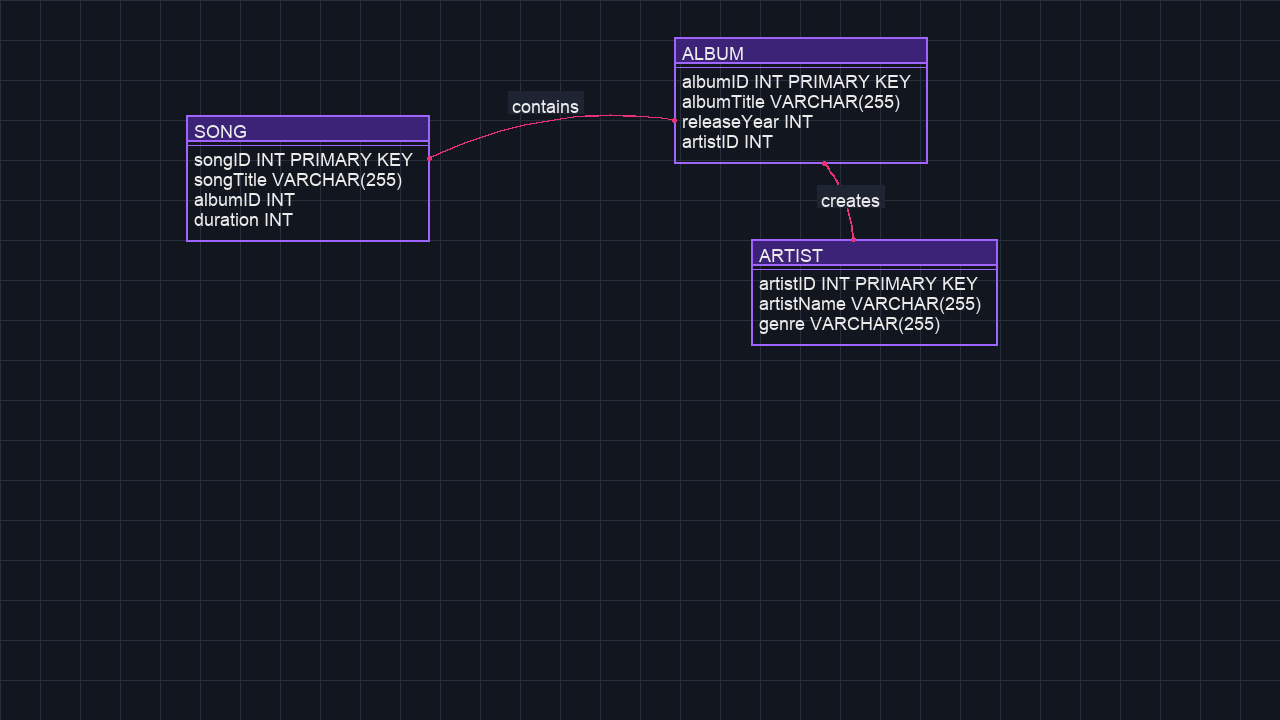 ALBUM
albumID INT PRIMARY KEY
albumTitle VARCHAR(255)
releaseYear INT
artistID INT
contains
SONG
songID INT PRIMARY KEY
songTitle VARCHAR(255)
albumID INT
duration INT
creates
ARTIST
artistID INT PRIMARY KEY
artistName VARCHAR(255)
genre VARCHAR(255)